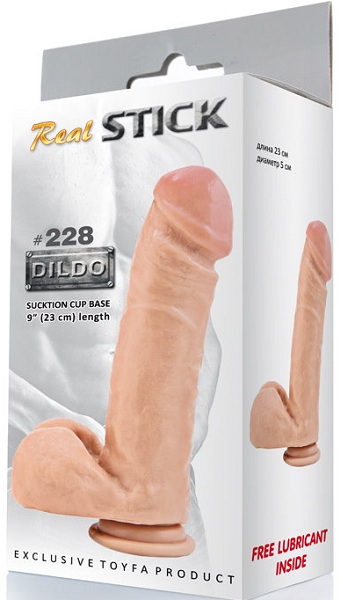 Real STICK
длина 23 см
диаметр 5 см
#228
DILDO
SUCKTION CUP BASE
9" (23 cm) length
FREE LUBRICANT
INSIDE
EXCLUSIVE TOYFA PRODUCT